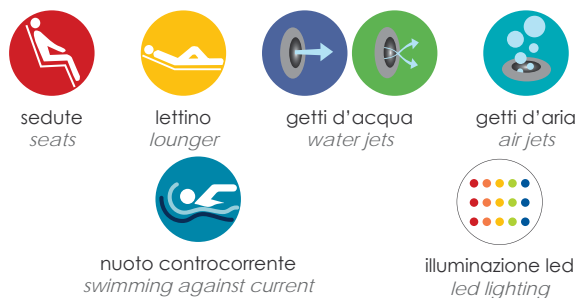 sedute
seats
lettino
lounger
getti d'acqua
water jets
getti d'aria
air jets
nuoto controcorrente
swimming against current
illuminazione led
led lighting